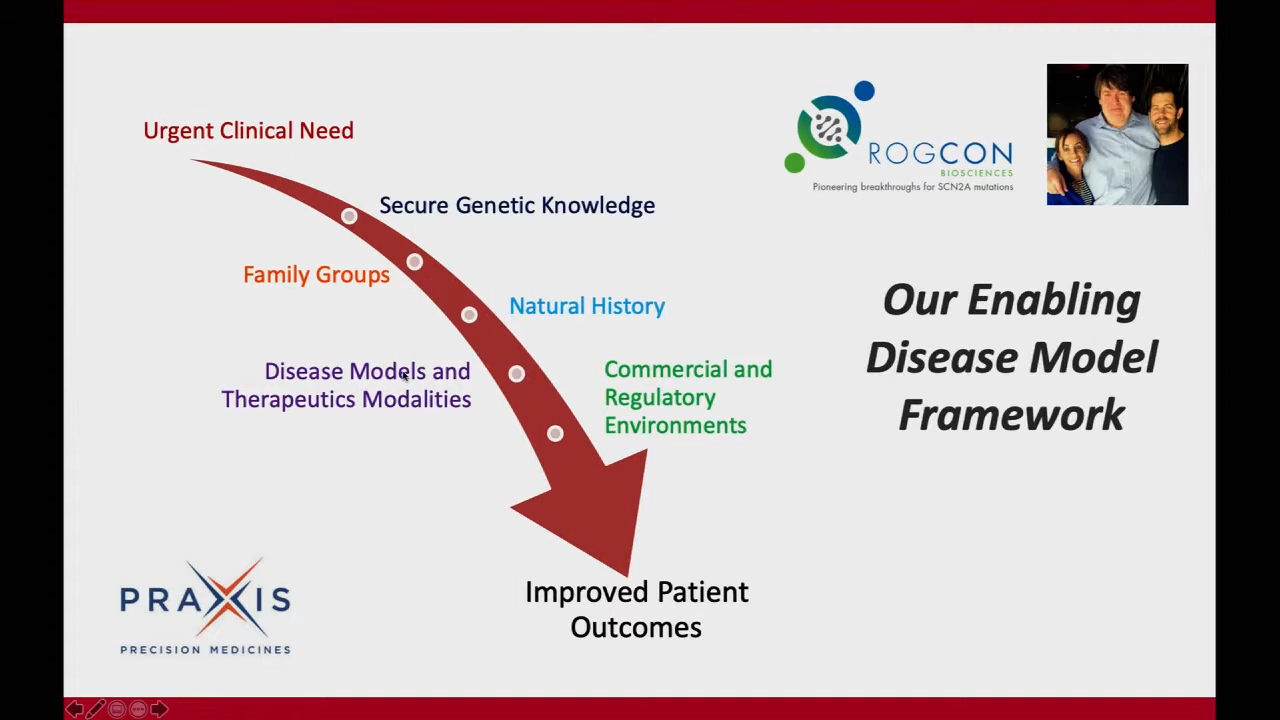 Urgent Clinical Need
Secure Genetic Knowledge
Family Groups
Natural History
Disease Models and
Therapeutics Modalities
Commercial and
Regulatory
Environments
Improved Patient
Outcomes
ROGCON
BIOSCIENCES
Pioneering breakthroughs for SCN2A mutations
Our Enabling
Disease Model
Framework
PRAXIS
PRECISION MEDICINES